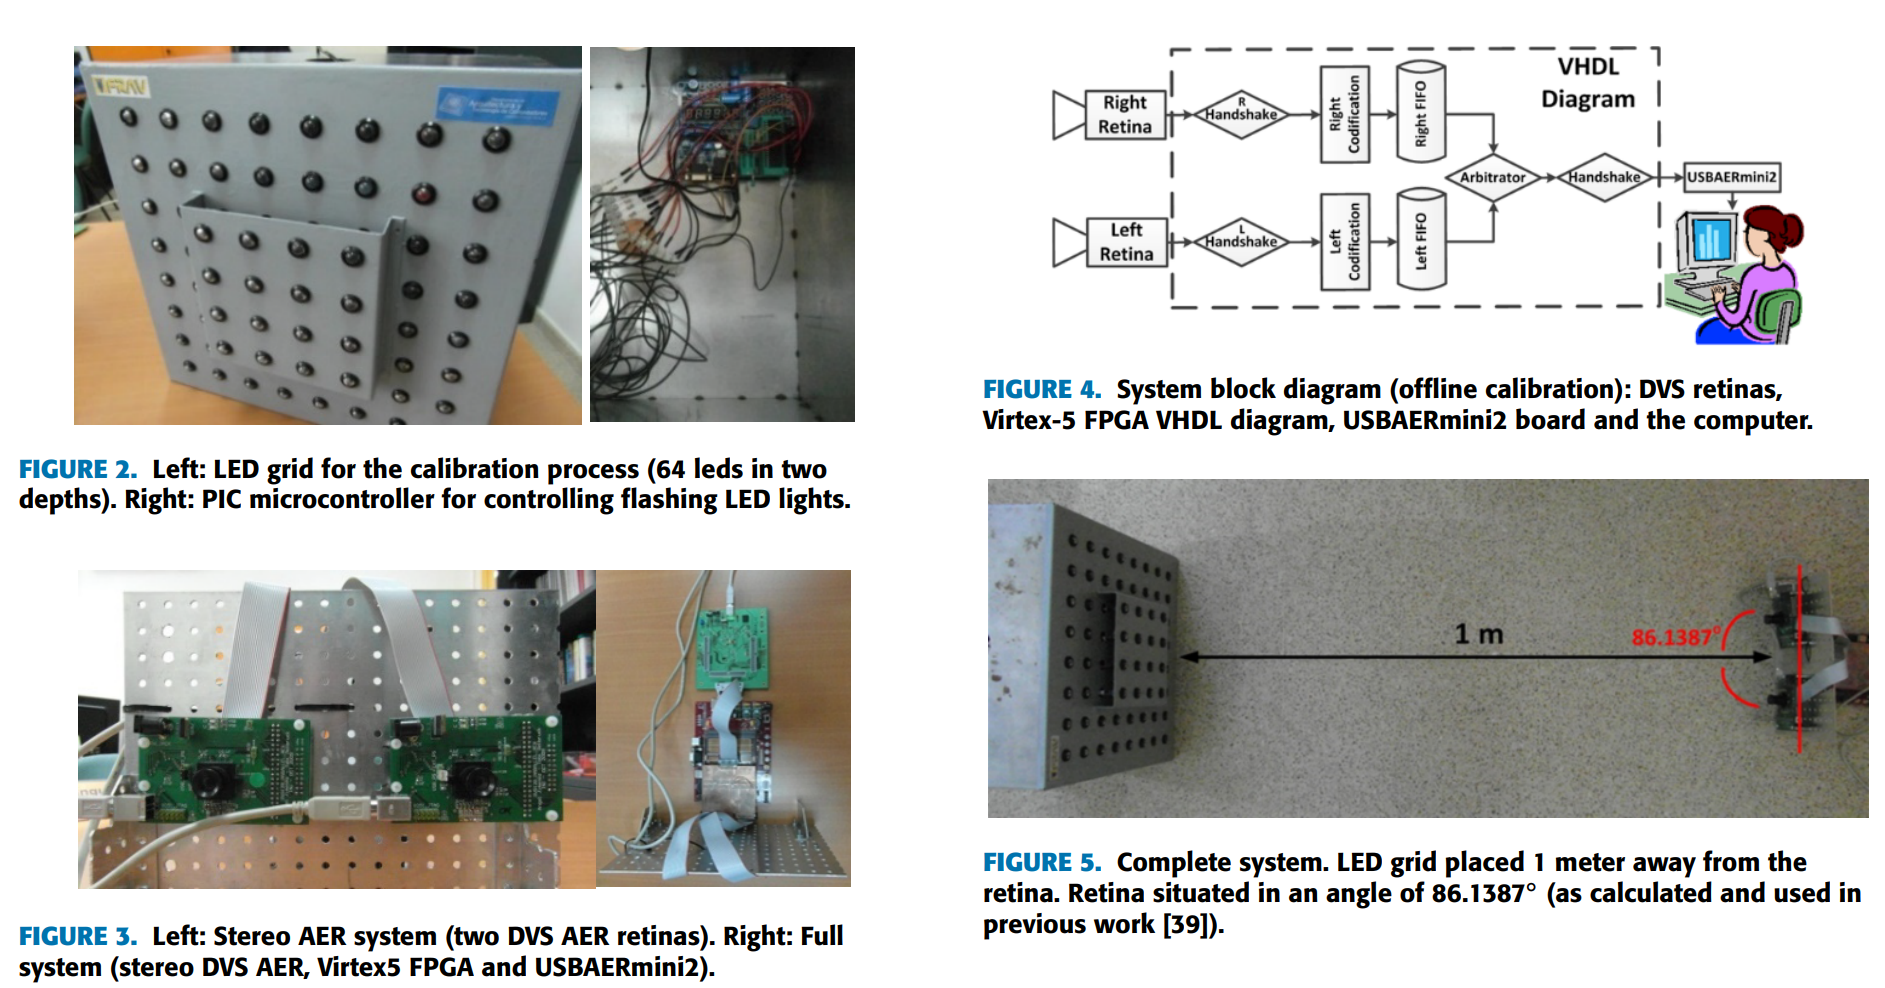 FRAV
FIGURE 2. Left: LED grid for the calibration process (64 leds in two
depths). Right: PIC microcontroller for controlling flashing LED lights.
FIGURE 3. Left: Stereo AER system (two DVS AER retinas). Right: Full
system (stereo DVS AER, Virtex5 FPGA and USBAERmini2).
VHDL
Diagram
Right
Retina
R
Handshake
Right
Codification
Right FIFO
Arbitrator
Handshake
USBAERmini2
Left
Retina
L
Handshake
Left
Codification
Left FIFO
FIGURE 4. System block diagram (offline calibration): DVS retinas,
Virtex-5 FPGA VHDL diagram, USBAERmini2 board and the computer.
1 m
86.1387°
FIGURE 5. Complete system. LED grid placed 1 meter away from the
retina. Retina situated in an angle of 86.1387° (as calculated and used in
previous work [39]).